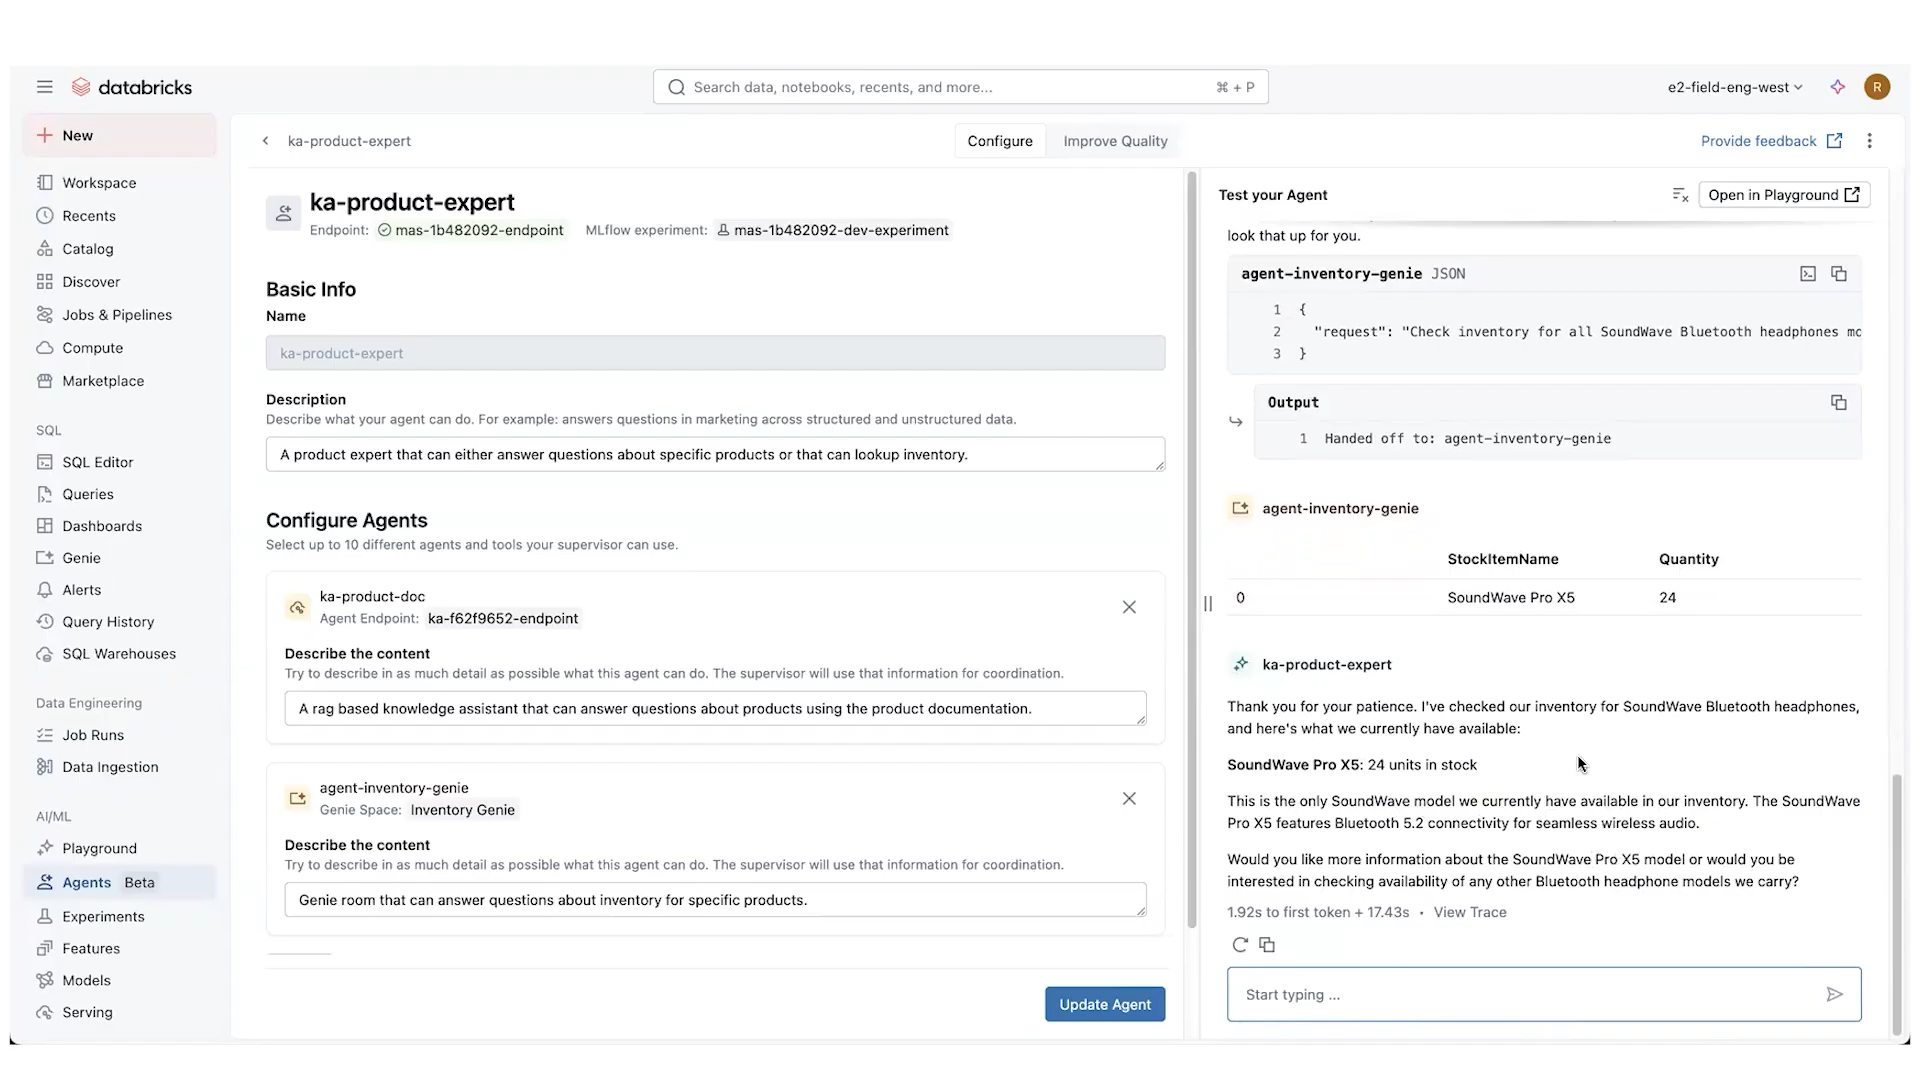 databricks
Search data, notebooks, recents, and more...
⌘ + P
e2-field-eng-west
R
New
Workspace
Recents
Catalog
Discover
Jobs & Pipelines
Compute
Marketplace
SQL
SQL Editor
Queries
Dashboards
Genie
Alerts
Query History
SQL Warehouses
Data Engineering
Job Runs
Data Ingestion
AI/ML
Playground
Agents Beta
Experiments
Features
Models
Serving
ka-product-expert
Configure
Improve Quality
Provide feedback
ka-product-expert
Endpoint: mas-1b482092-endpoint MLflow experiment: mas-1b482092-dev-experiment
Basic Info
Name
ka-product-expert
Description
Describe what your agent can do. For example: answers questions in marketing across structured and unstructured data.
A product expert that can either answer questions about specific products or that can lookup inventory.
Configure Agents
Select up to 10 different agents and tools your supervisor can use.
ka-product-doc
Agent Endpoint: ka-f62f9652-endpoint
Describe the content
Try to describe in as much detail as possible what this agent can do. The supervisor will use that information for coordination.
A rag based knowledge assistant that can answer questions about products using the product documentation.
agent-inventory-genie
Genie Space: Inventory Genie
Describe the content
Try to describe in as much detail as possible what this agent can do. The supervisor will use that information for coordination.
Genie room that can answer questions about inventory for specific products.
Update Agent
Test your Agent
Open in Playground
look that up for you.
agent-inventory-genie JSON
1 {
2 "request": "Check inventory for all SoundWave Bluetooth headphones mo
3 }
Output
1 Handed off to: agent-inventory-genie
agent-inventory-genie
StockItemName Quantity
0 SoundWave Pro X5 24
ka-product-expert
Thank you for your patience. I've checked our inventory for SoundWave Bluetooth headphones,
and here's what we currently have available:
SoundWave Pro X5: 24 units in stock
This is the only SoundWave model we currently have available in our inventory. The SoundWave
Pro X5 features Bluetooth 5.2 connectivity for seamless wireless audio.
Would you like more information about the SoundWave Pro X5 model or would you be
interested in checking availability of any other Bluetooth headphone models we carry?
1.92s to first token + 17.43s • View Trace
Start typing ...